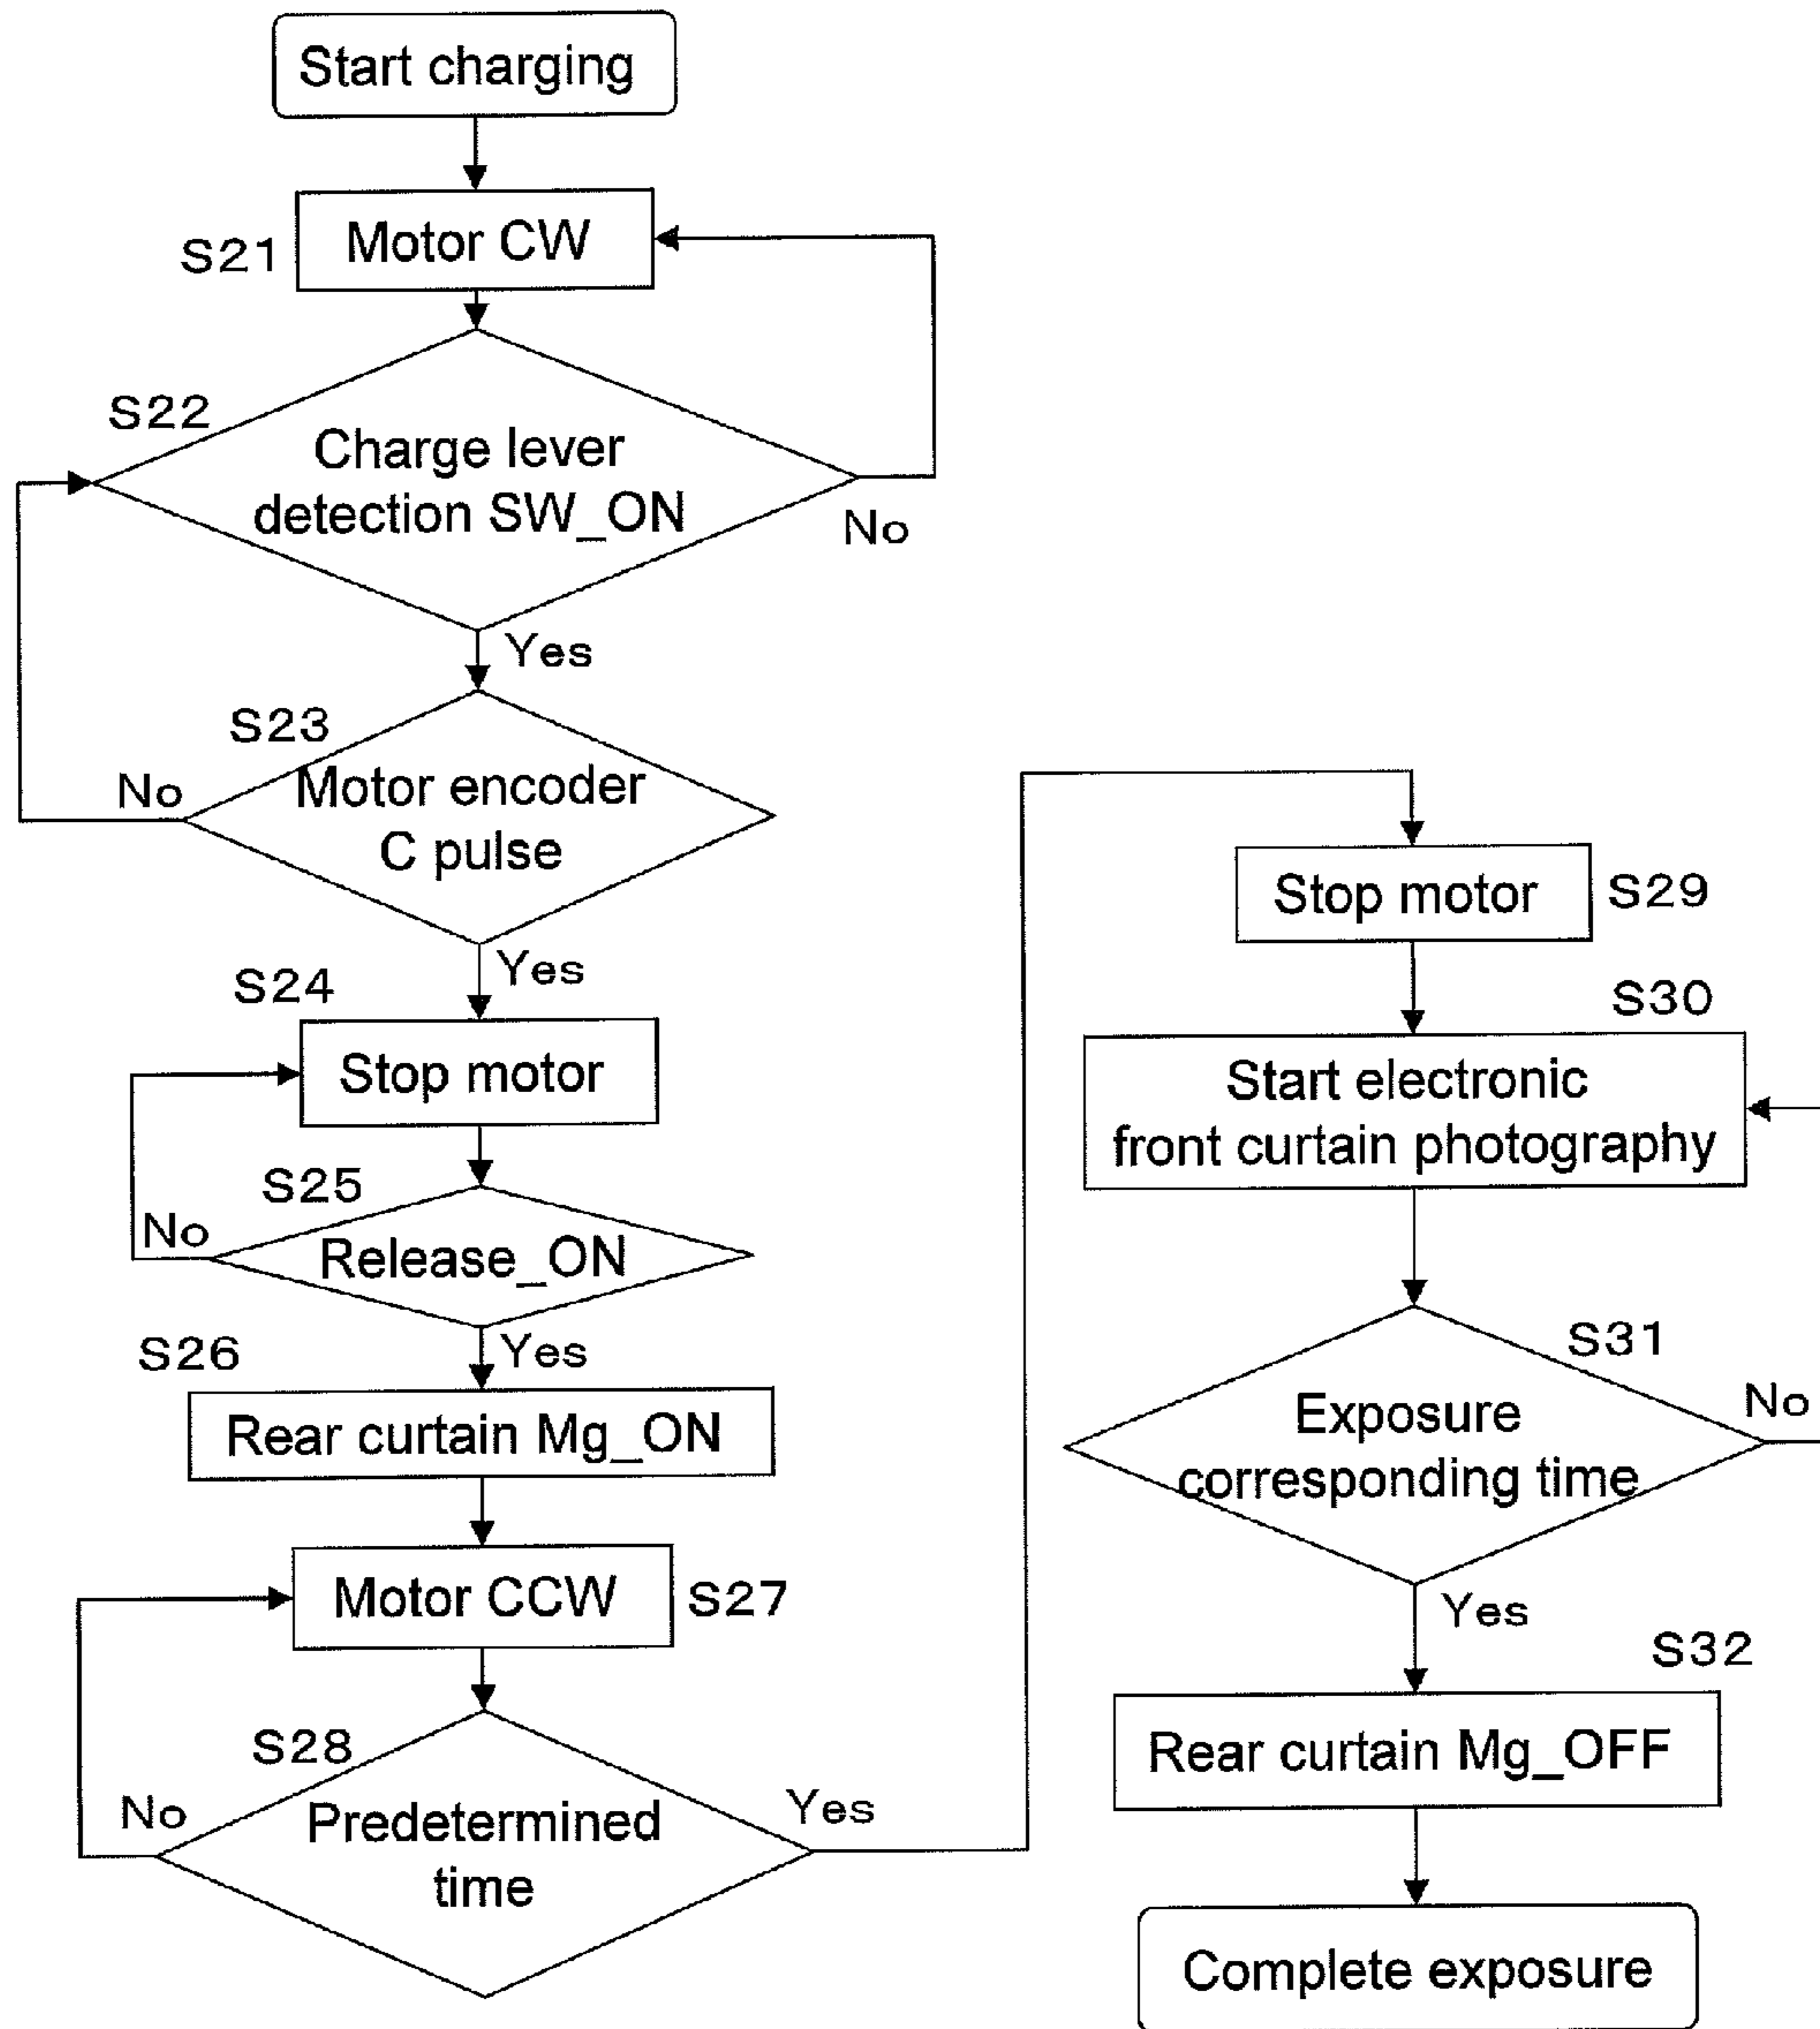 Start charging
S21
Motor CW
S22
Charge lever
detection SW_ON
No
Yes
S23
No
Motor encoder
C pulse
Yes
S24
Stop motor
S25
No
Release_ON
Yes
S26
Rear curtain Mg_ON
Motor CCW
S27
S28
No
Predetermined
time
Yes
Stop motor
S29
S30
Start electronic
front curtain photography
S31
No
Exposure
corresponding time
Yes
S32
Rear curtain Mg_OFF
Complete exposure